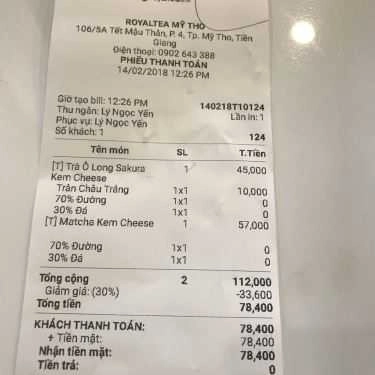 ROYALTEA MỸ THO
106/5A Tết Mậu Thân, P. 4, Tp. Mỹ Tho, Tiền
Giang
Điện thoại: 0902 643 388
PHIẾU THANH TOÁN
14/02/2018 12:26 PM
Giờ tạo bill: 12:26 PM 140218T10124
Thu ngân: Lý Ngọc Yến Lần in: 1
Phục vụ: Lý Ngọc Yến
Số khách: 1 124
Tên món SL T.Tiền
[T] Trà Ô Long Sakura 1 45,000
Kem Cheese
Trân Châu Trắng 1x1 10,000
70% Đường 1x1 0
30% Đá 1x1 0
[T] Matcha Kem Cheese 1 57,000
70% Đường 1x1 0
30% Đá 1x1 0
Tổng cộng 2 112,000
Giảm giá: (30%) -33,600
Tổng tiền 78,400
KHÁCH THANH TOÁN: 78,400
+ Tiền mặt: 78,400
Nhận tiền mặt: 78,400
Tiền trả: 0